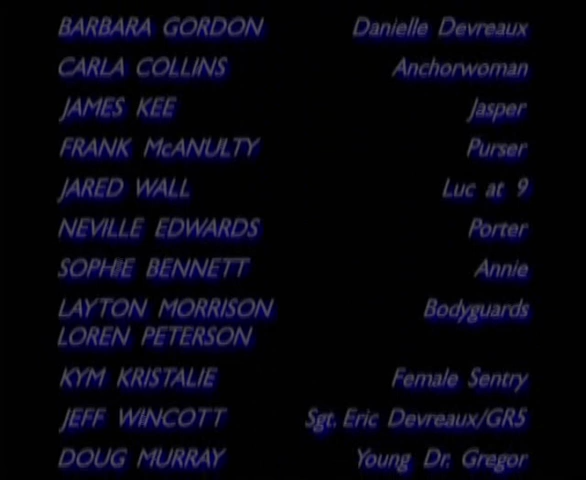 BARBARA GORDON Danielle Devreaux
CARLA COLLINS Anchorwoman
JAMES KEE Jasper
FRANK McANULTY Purser
JARED WALL Luc at 9
NEVILLE EDWARDS Porter
SOPHIE BENNETT Annie
LAYTON MORRISON Bodyguards
LOREN PETERSON
KYM KRISTALIE Female Sentry
JEFF WINCOTT Sgt. Eric Devreaux/GR5
DOUG MURRAY Young Dr. Gregor